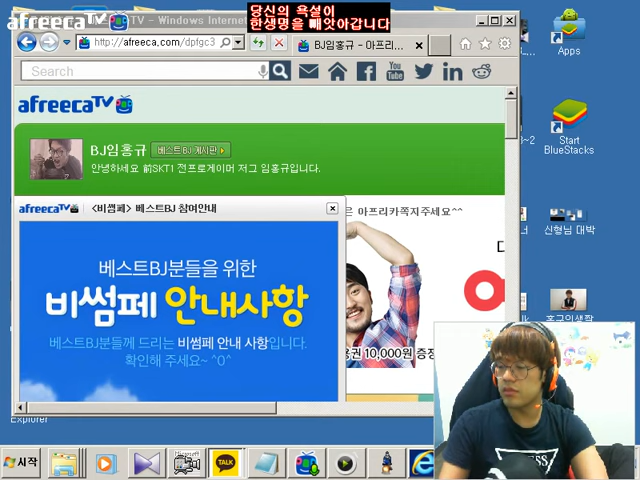 afreecaTV
TV - Windows Internet
당신의 욕설이
한생명을 빼앗아갑니다
http://afreeca.com/dpfgc3
BJ임홍규 - 아프리...
Search
You
Tube
afreecaTV
BJ임홍규
베스트BJ 게시판
안녕하세요 前SKT1 전프로게이머 저그 임홍규입니다.
afreecaTV
<비썸페> 베스트BJ 참여안내
은 아프리카쪽지주세요^^
베스트BJ분들을 위한
비썸페 안내사항
베스트BJ분들께 드리는 비썸페 안내 사항입니다.
확인해 주세요~ ^0^
용권 10,000원 증정
Apps
Start
BlueStacks
신형님 대박
Explorer
시작
TALK